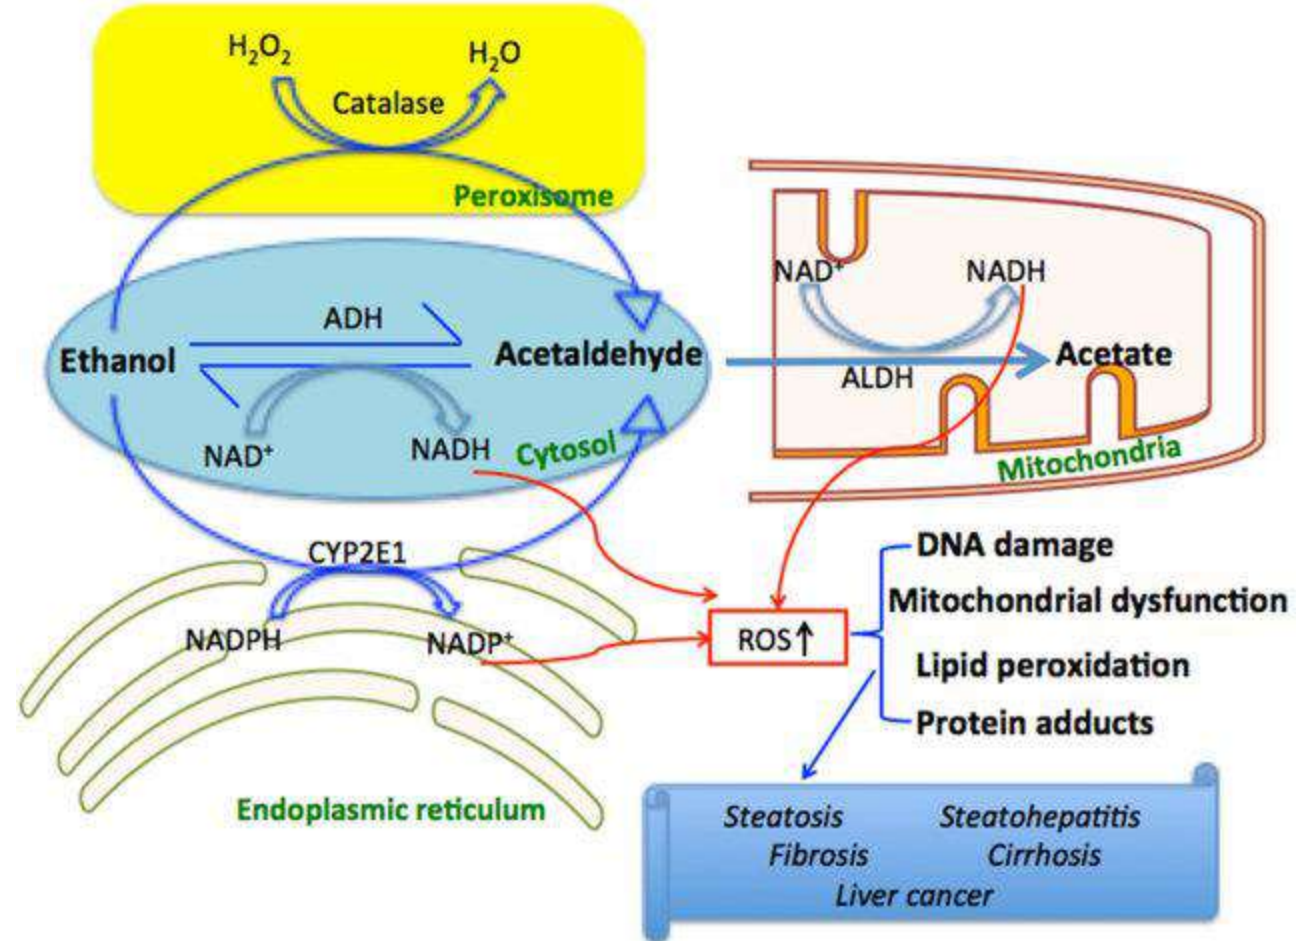 H₂O₂
H₂O
Catalase
Peroxisome
ADH
Ethanol
Acetaldehyde
NAD⁺
NADH
Cytosol
NAD⁺
NADH
ALDH
Acetate
Mitochondria
CYP2E1
NADPH
NADP⁺
Endoplasmic reticulum
ROS↑
DNA damage
Mitochondrial dysfunction
Lipid peroxidation
Protein adducts
Steatosis Steatohepatitis
Fibrosis Cirrhosis
Liver cancer